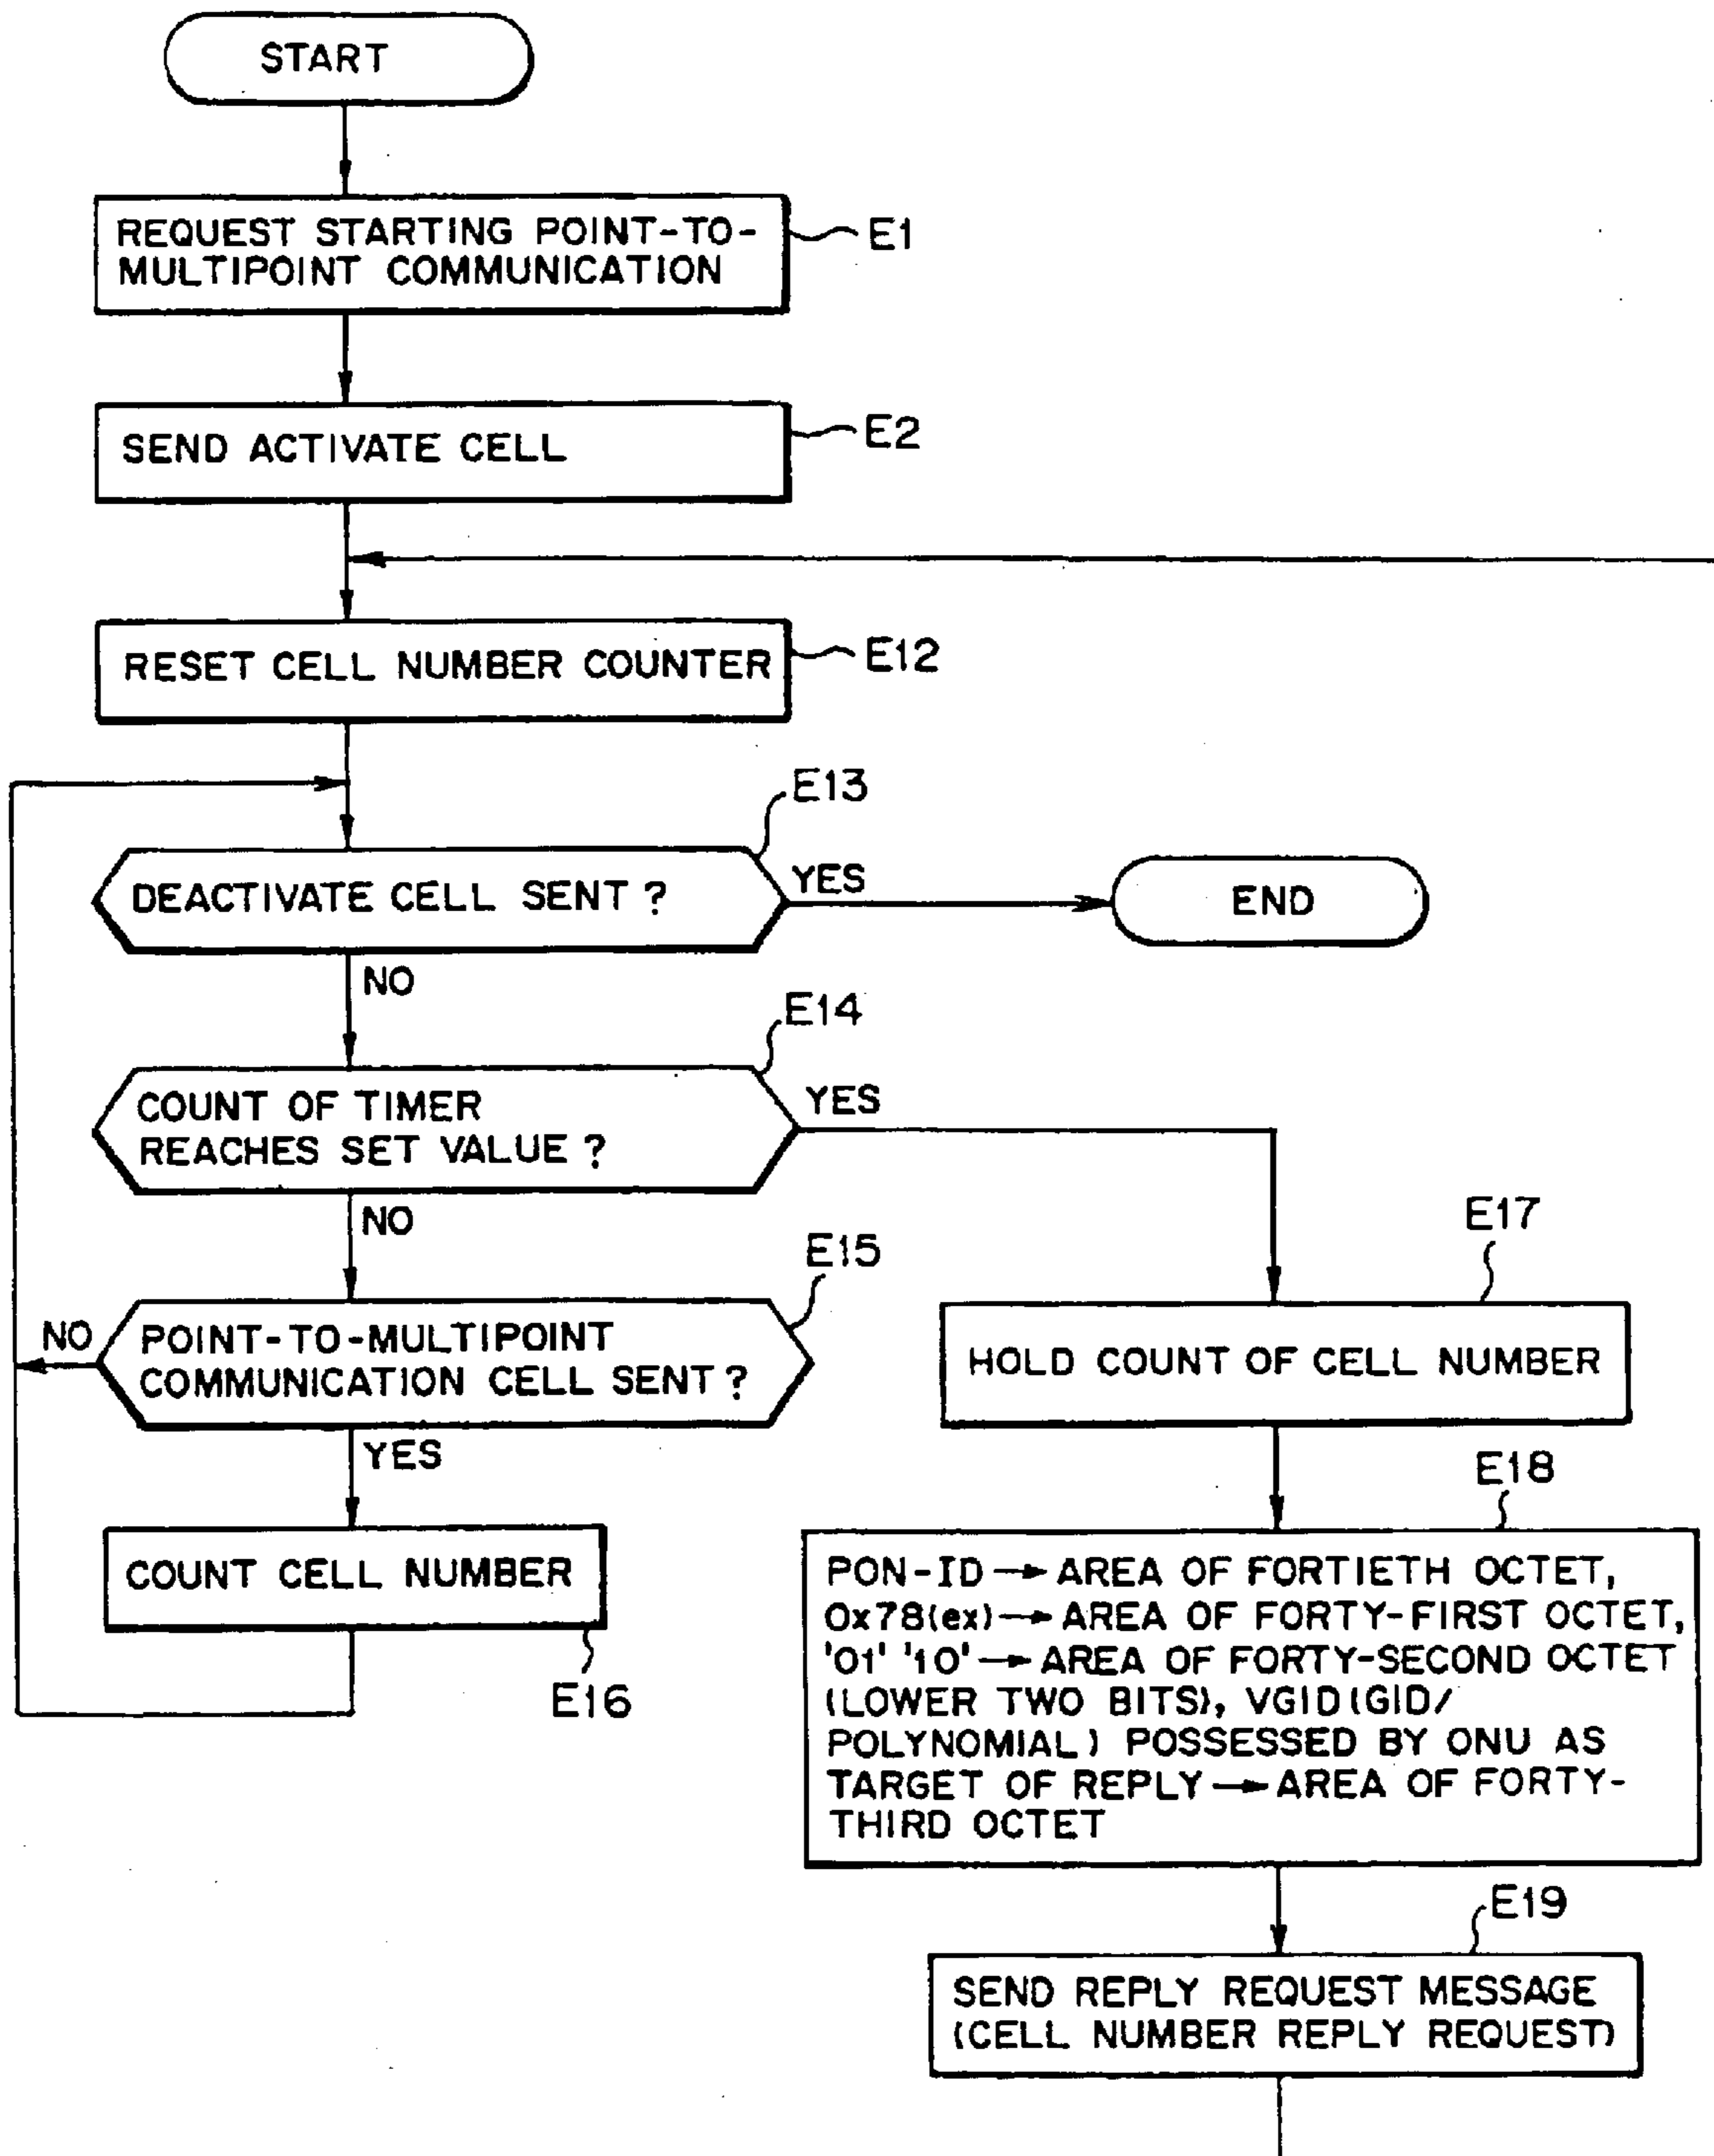 START
REQUEST STARTING POINT-TO-
MULTIPOINT COMMUNICATION
E1
SEND ACTIVATE CELL
E2
RESET CELL NUMBER COUNTER
E12
E13
DEACTIVATE CELL SENT ?
YES
END
NO
E14
COUNT OF TIMER
REACHES SET VALUE ?
YES
NO
E15
POINT-TO-MULTIPOINT
COMMUNICATION CELL SENT ?
NO
YES
COUNT CELL NUMBER
E16
E17
HOLD COUNT OF CELL NUMBER
E18
PON-ID → AREA OF FORTIETH OCTET,
0x78(ex) → AREA OF FORTY-FIRST OCTET,
'01' '10' → AREA OF FORTY-SECOND OCTET
(LOWER TWO BITS), VGID(GID/
POLYNOMIAL) POSSESSED BY ONU AS
TARGET OF REPLY → AREA OF FORTY-
THIRD OCTET
E19
SEND REPLY REQUEST MESSAGE
(CELL NUMBER REPLY REQUEST)